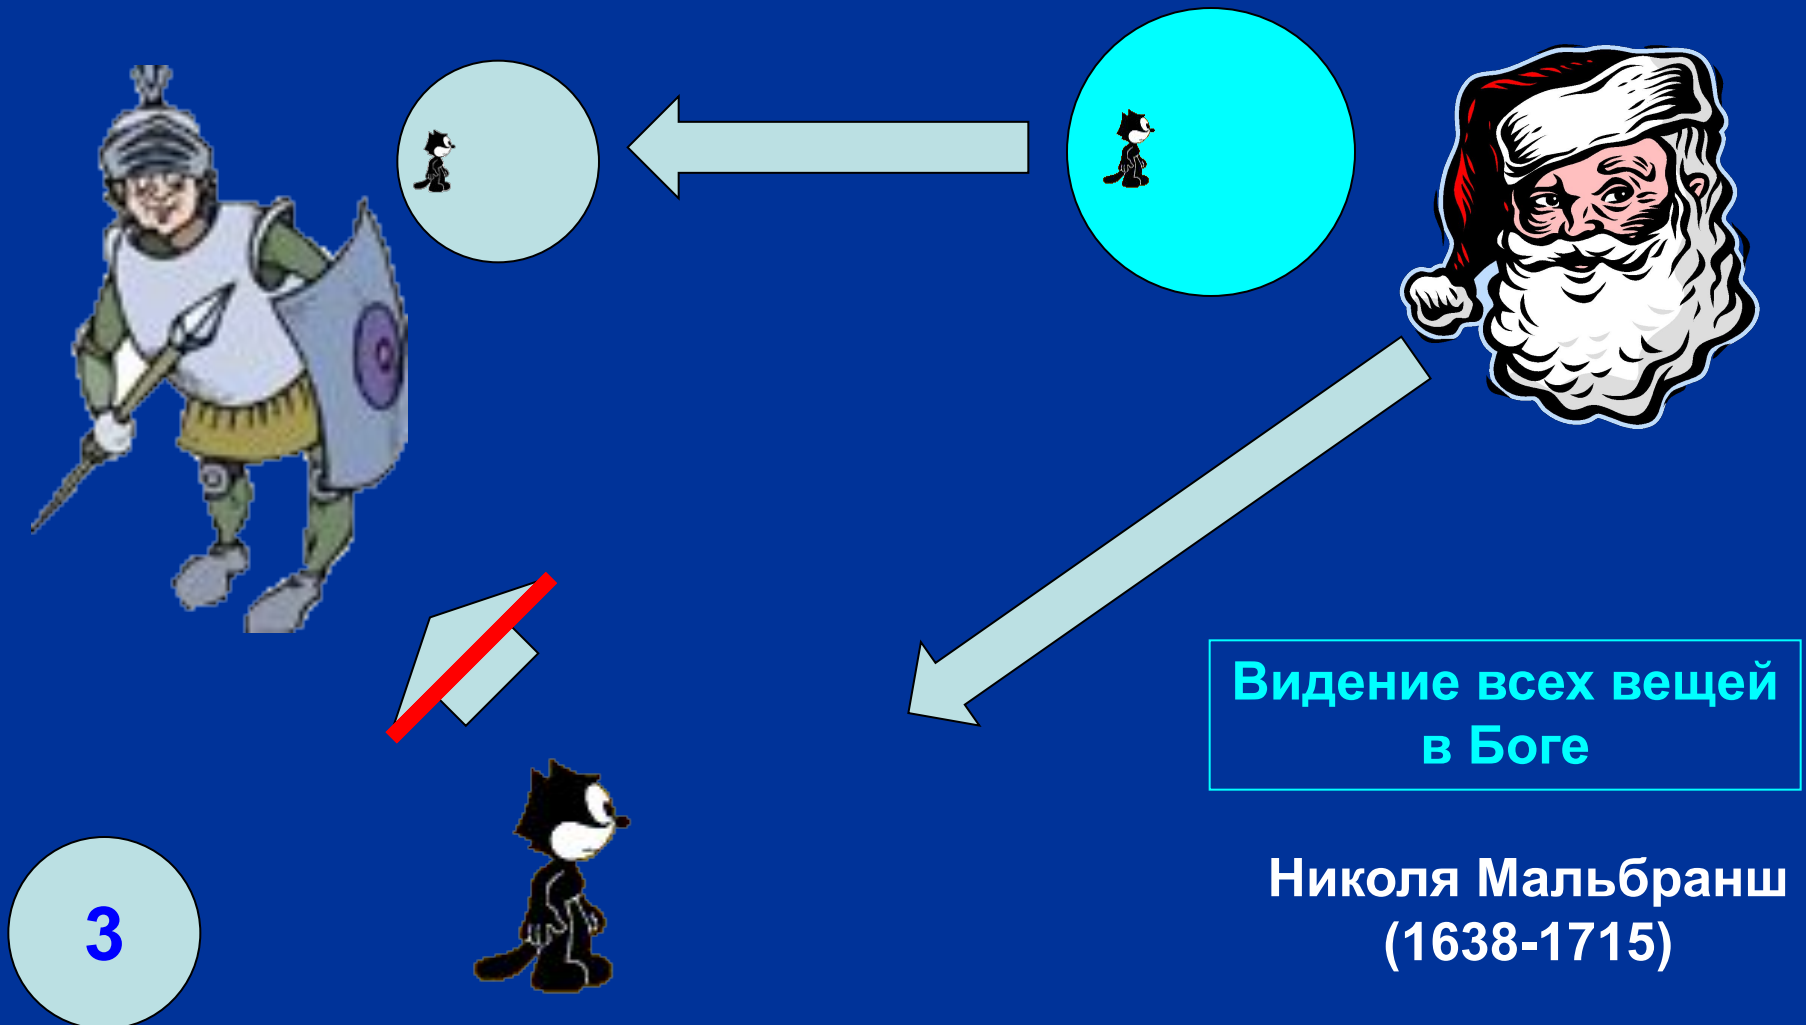 Видение всех вещей
в Боге
Николя Мальбранш
(1638-1715)
3